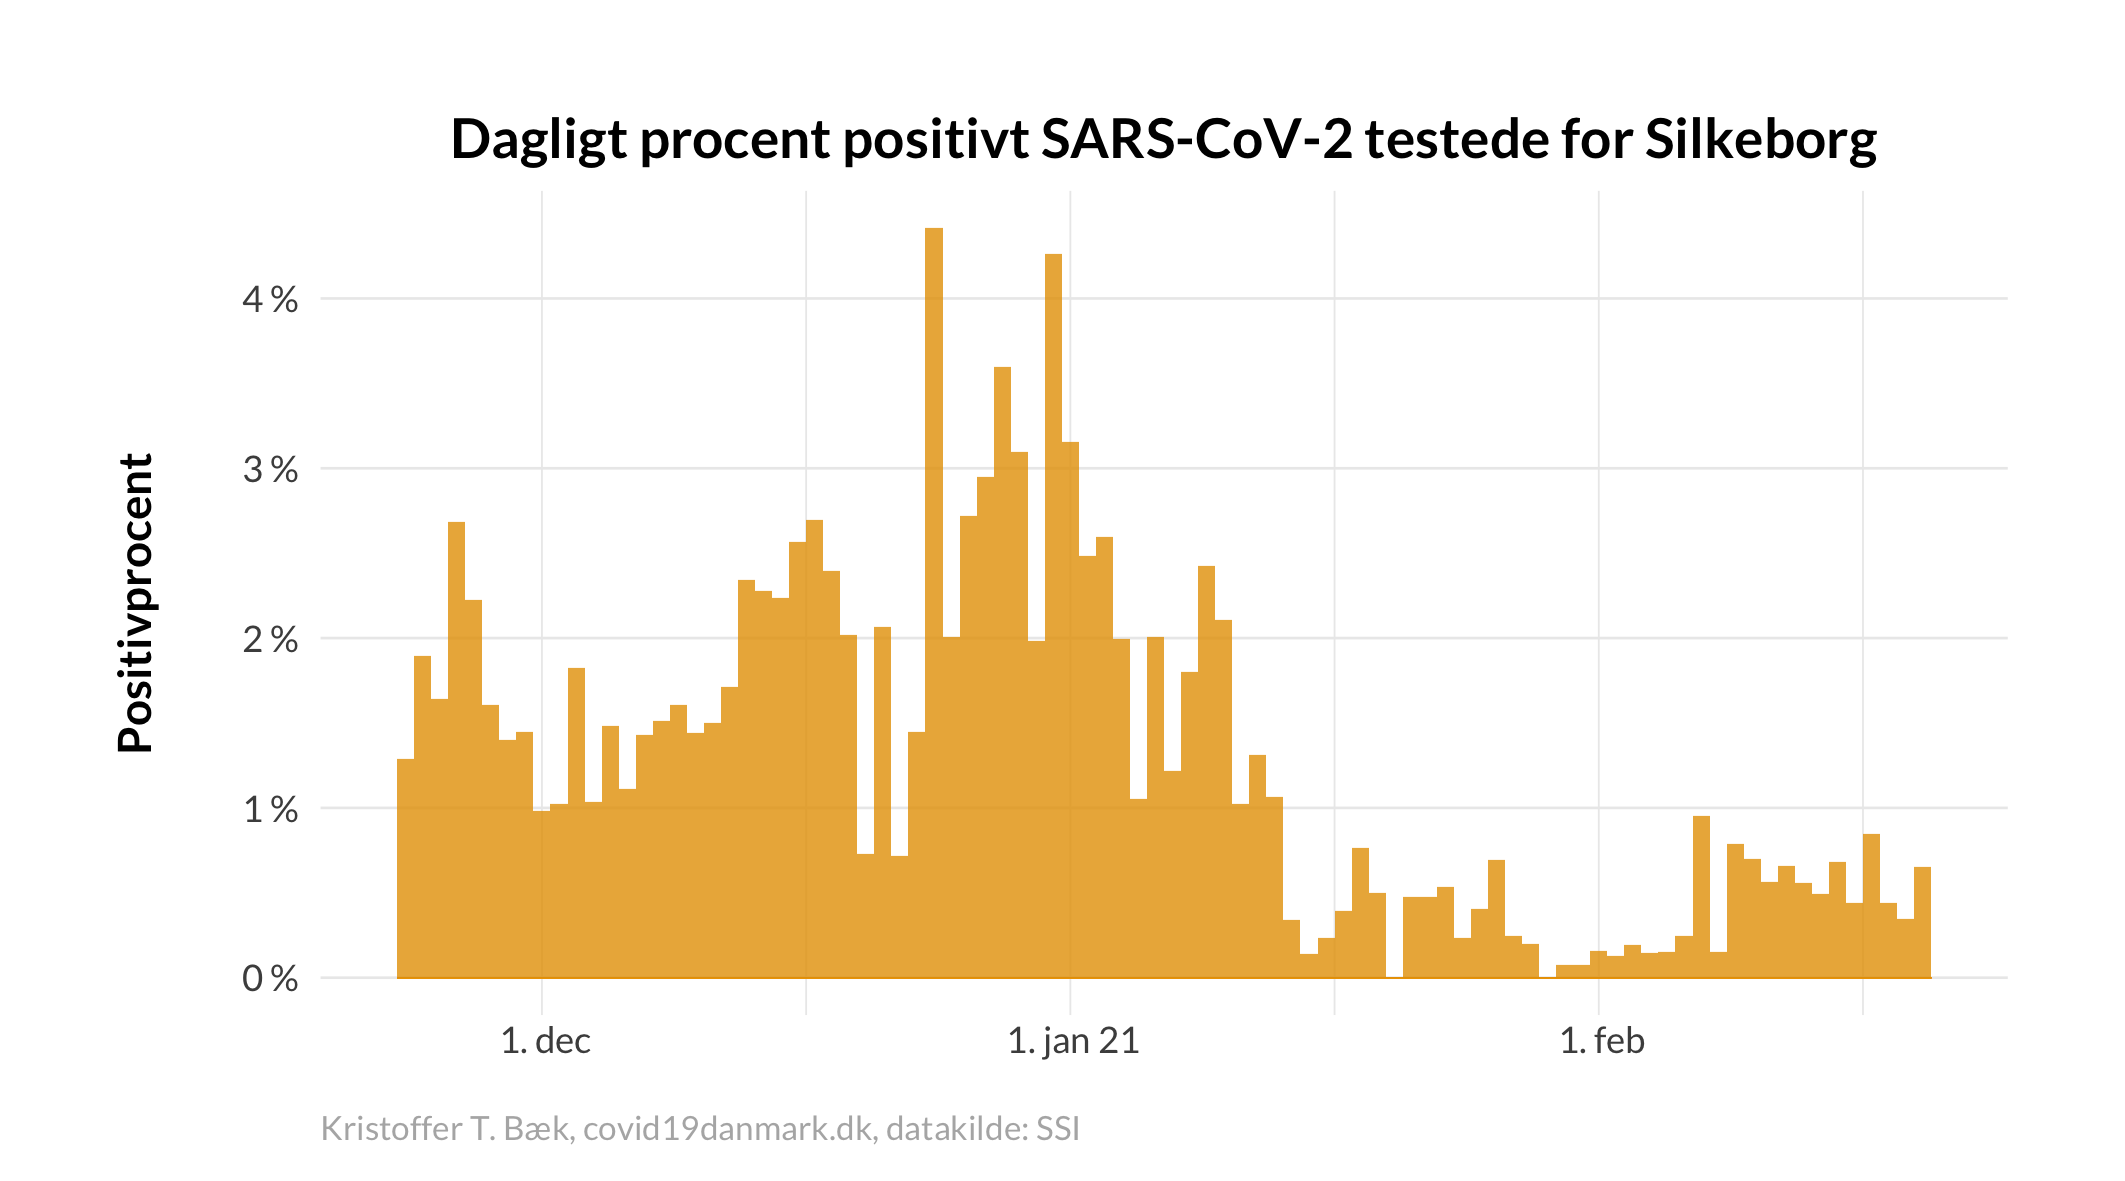 Dagligt procent positivt SARS-CoV-2 testede for Silkeborg
Positivprocent
4 %
3 %
2 %
1 %
0 %
1. dec
1. jan 21
1. feb
Kristoffer T. Bæk, covid19danmark.dk, datakilde: SSI